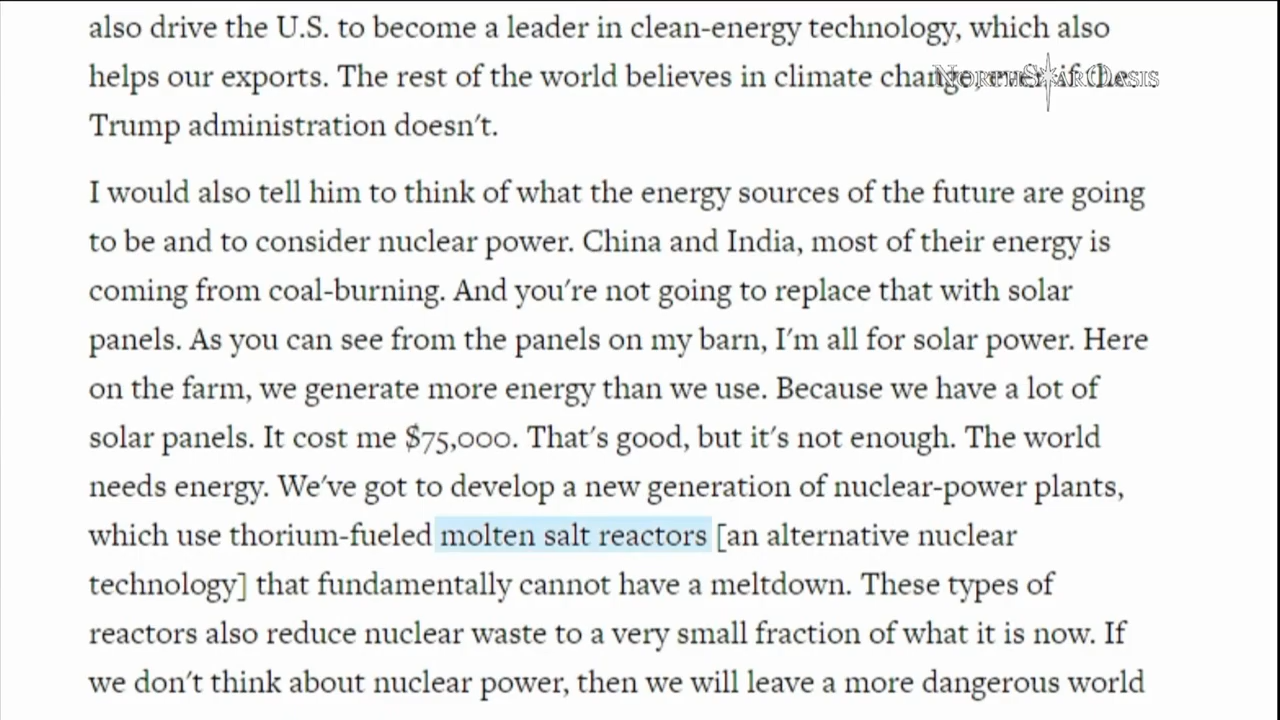 also drive the U.S. to become a leader in clean-energy technology, which also
helps our exports. The rest of the world believes in climate change, even if the
NORTHSTAR OASIS
Trump administration doesn't.
I would also tell him to think of what the energy sources of the future are going
to be and to consider nuclear power. China and India, most of their energy is
coming from coal-burning. And you're not going to replace that with solar
panels. As you can see from the panels on my barn, I'm all for solar power. Here
on the farm, we generate more energy than we use. Because we have a lot of
solar panels. It cost me $75,000. That's good, but it's not enough. The world
needs energy. We've got to develop a new generation of nuclear-power plants,
which use thorium-fueled molten salt reactors [an alternative nuclear
technology] that fundamentally cannot have a meltdown. These types of
reactors also reduce nuclear waste to a very small fraction of what it is now. If
we don't think about nuclear power, then we will leave a more dangerous world